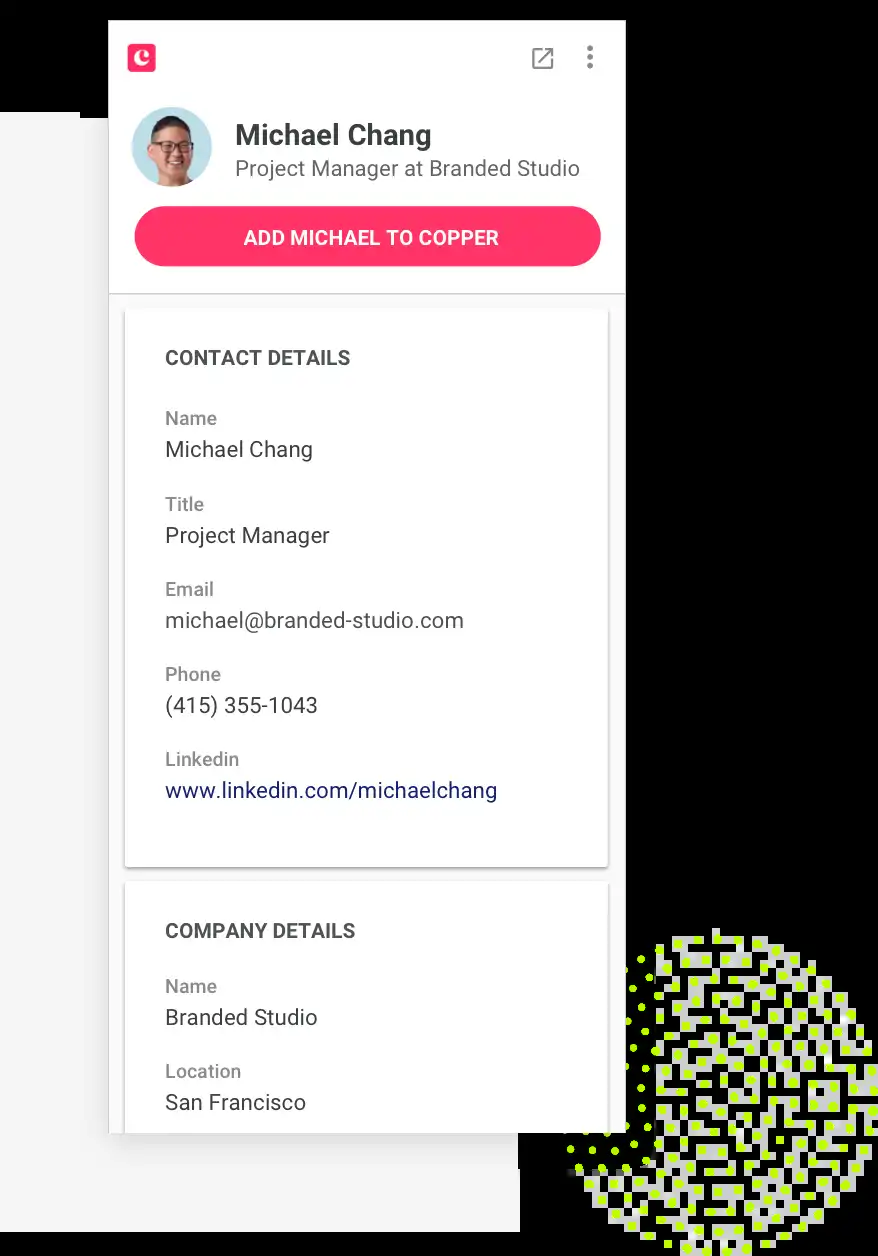 Michael Chang
Project Manager at Branded Studio
ADD MICHAEL TO COPPER
CONTACT DETAILS
Name
Michael Chang
Title
Project Manager
Email
michael@branded-studio.com
Phone
(415) 355-1043
Linkedin
www.linkedin.com/michaelchang
COMPANY DETAILS
Name
Branded Studio
Location
San Francisco